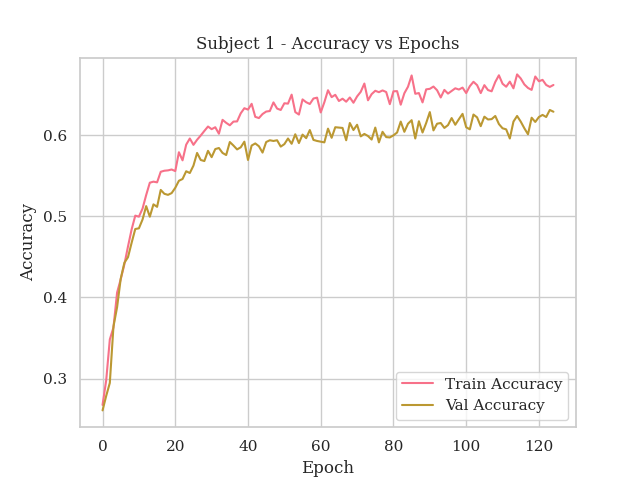 Subject 1 - Accuracy vs Epochs
Accuracy
0.6
0.5
0.4
0.3
0 20 40 60 80 100 120
Epoch
Train Accuracy
Val Accuracy